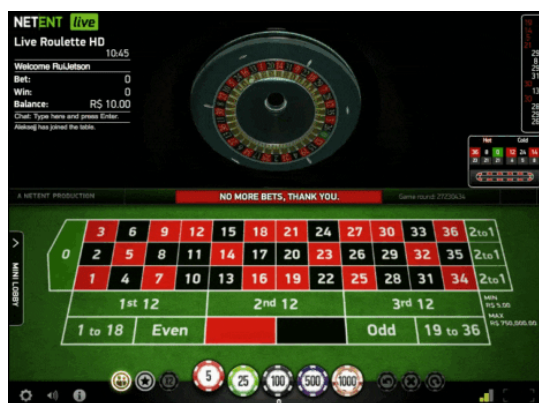 NETENT live
Live Roulette HD
10:45
Welcome RuiJetson
Bet: 0
Win: 0
Balance: R$ 10.00
Chat: Type here and press Enter.
Hot Cold
A NETENT PRODUCTION
NO MORE BETS, THANK YOU.
Game round: 27230434
3 6 9 12 15 18 21 24 27 30 33 36 2to1
0 2 5 8 11 14 17 20 23 26 29 32 35 2to1
1 4 7 10 13 16 19 22 25 28 31 34 2to1
MINI LOBBY
1st 12 2nd 12 3rd 12
MIN
R$ 5.00
MAX
R$ 750,000.00
1 to 18 Even Odd 19 to 36
5 25 100 500 1000